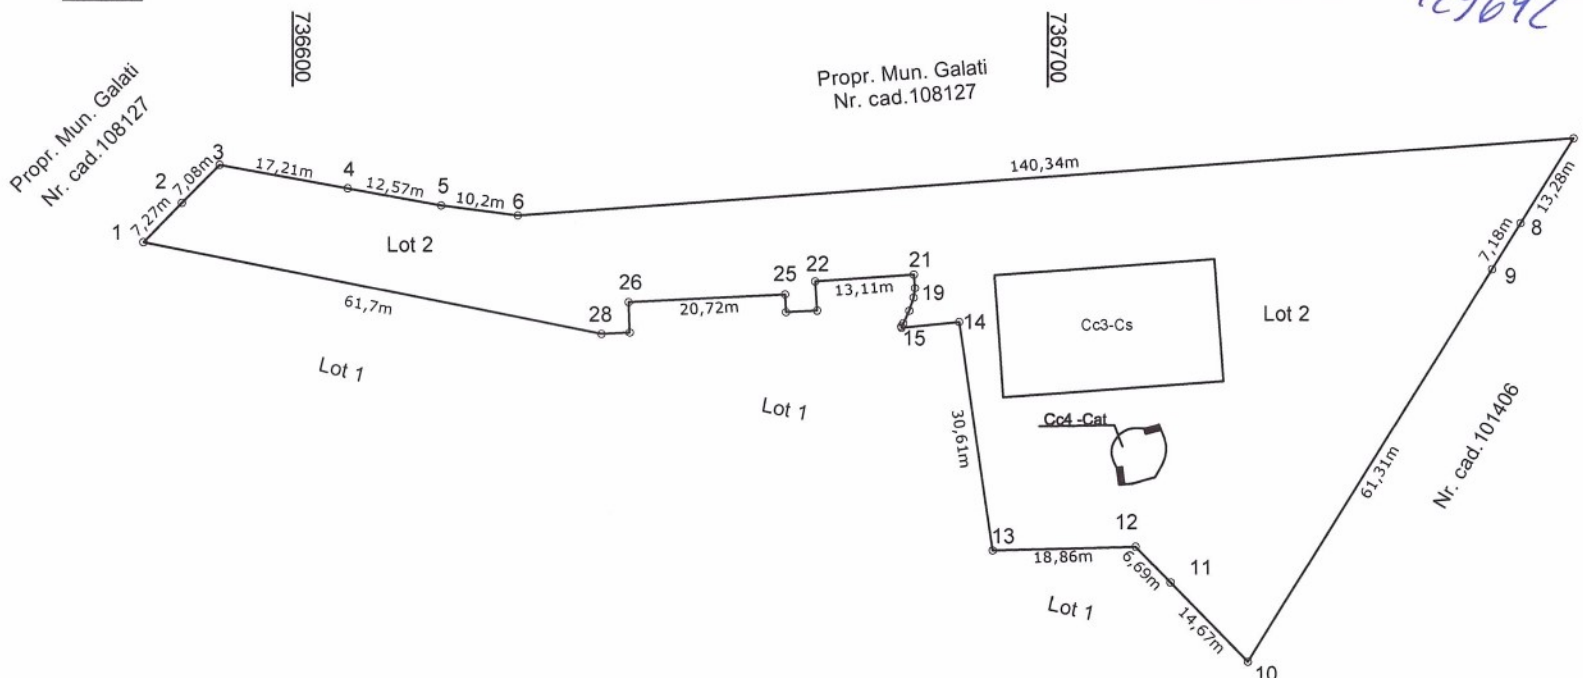 129692
736600
736700
Propr. Mun. Galati
Nr. cad.108127
Propr. Mun. Galati
Nr. cad.108127
3
2
7,08m
17,21m
4
12,57m
5
10,2m
6
140,34m
13,28m
8
7,18m
9
1
7,27m
Lot 2
61,7m
28
26
20,72m
25
22
13,11m
21
19
15
14
Cc3-Cs
Lot 2
Lot 1
Lot 1
30,61m
Cc4 -Cat
61,31m
Nr. cad.101406
13
18,86m
12
6,69m
11
Lot 1
14,67m
10